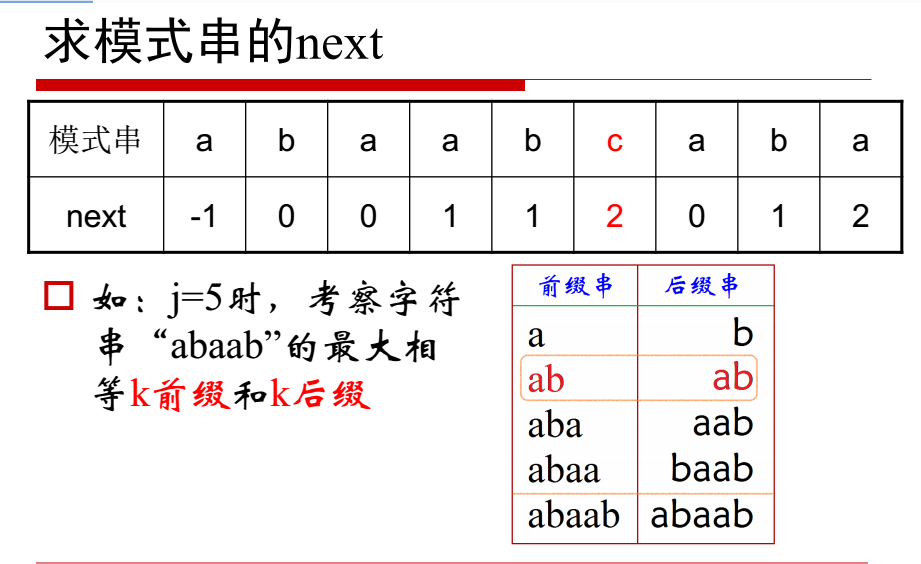 求模式串的next
模式串 a b a a b c a b a
next -1 0 0 1 1 2 0 1 2
如：j=5时，考察字符
串“abaab”的最大相
等k前缀和k后缀
前缀串 后缀串
a b
ab ab
aba aab
abaa baab
abaab abaab